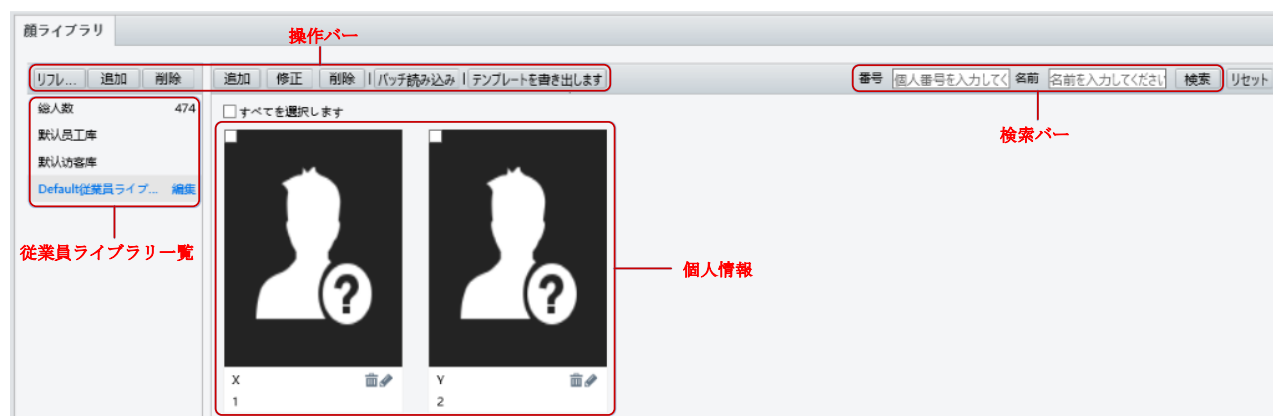 顔ライブラリ
操作バー
リフレ... 追加 削除 追加 修正 削除 | バッチ読み込み | テンプレートを書き出します 番号 個人番号を入力してく 名前 名前を入力してください 検索 リセット
総人数 474
すべてを選択します
検索バー
默认员工库
默认访客库
Default従業員ライブ... 編集
従業員ライブラリ一覧
個人情報
X
1
Y
2